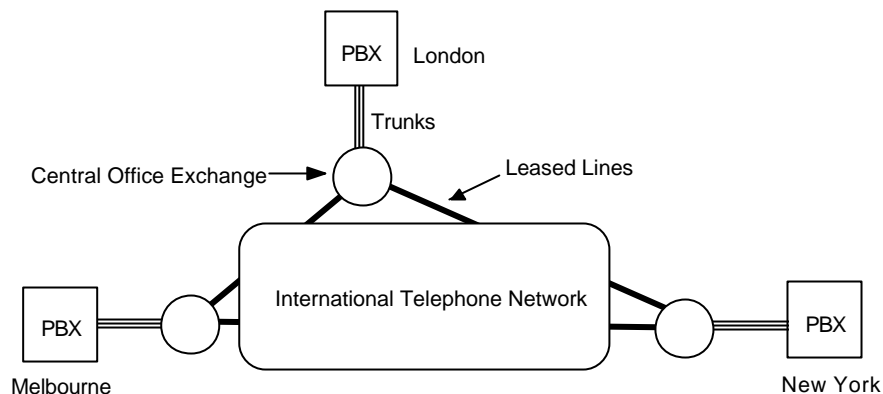 PBX London
Trunks
Central Office Exchange
Leased Lines
International Telephone Network
PBX
PBX
Melbourne
New York